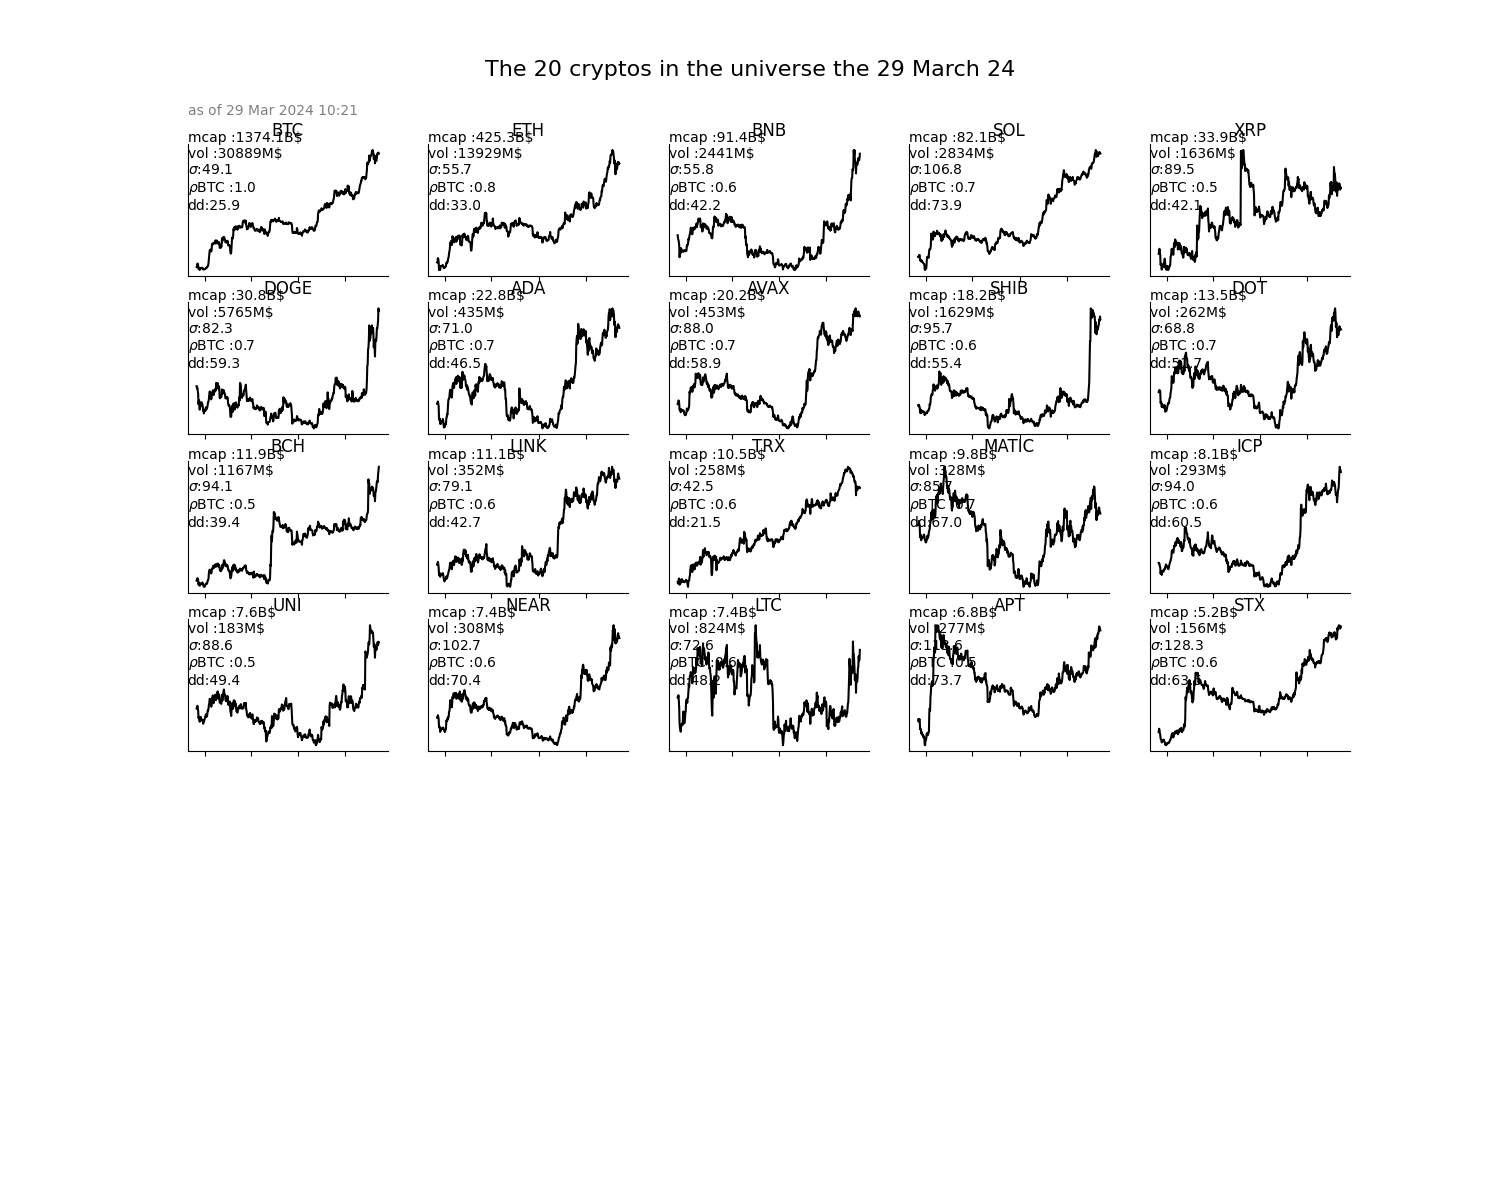 The 20 cryptos in the universe the 29 March 24
as of 29 Mar 2024 10:21
BTC
mcap :1374.1B$
vol :30889M$
σ:49.1
ρBTC :1.0
dd:25.9
ETH
mcap :425.3B$
vol :13929M$
σ:55.7
ρBTC :0.8
dd:33.0
BNB
mcap :91.4B$
vol :2441M$
σ:55.8
ρBTC :0.6
dd:42.2
SOL
mcap :82.1B$
vol :2834M$
σ:106.8
ρBTC :0.7
dd:73.9
XRP
mcap :33.9B$
vol :1636M$
σ:89.5
ρBTC :0.5
dd:42.1
DOGE
mcap :30.8B$
vol :5765M$
σ:82.3
ρBTC :0.7
dd:59.3
ADA
mcap :22.8B$
vol :435M$
σ:71.0
ρBTC :0.7
dd:46.5
AVAX
mcap :20.2B$
vol :453M$
σ:88.0
ρBTC :0.7
dd:58.9
SHIB
mcap :18.2B$
vol :1629M$
σ:95.7
ρBTC :0.6
dd:55.4
DOT
mcap :13.5B$
vol :262M$
σ:68.8
ρBTC :0.7
BCH
mcap :11.9B$
vol :1167M$
σ:94.1
ρBTC :0.5
dd:39.4
LINK
mcap :11.1B$
vol :352M$
σ:79.1
ρBTC :0.6
dd:42.7
TRX
mcap :10.5B$
vol :258M$
σ:42.5
ρBTC :0.6
dd:21.5
MATIC
mcap :9.8B$
vol :328M$
ρBTC :0.7
dd:67.0
ICP
mcap :8.1B$
vol :293M$
σ:94.0
ρBTC :0.6
dd:60.5
UNI
mcap :7.6B$
vol :183M$
σ:88.6
ρBTC :0.5
dd:49.4
NEAR
mcap :7.4B$
vol :308M$
σ:102.7
ρBTC :0.6
dd:70.4
LTC
mcap :7.4B$
vol :824M$
σ:72.6
ρBTC :0.6
dd:48.2
APT
mcap :6.8B$
vol :277M$
ρBTC :0.5
dd:73.7
STX
mcap :5.2B$
vol :156M$
σ:128.3
ρBTC :0.6